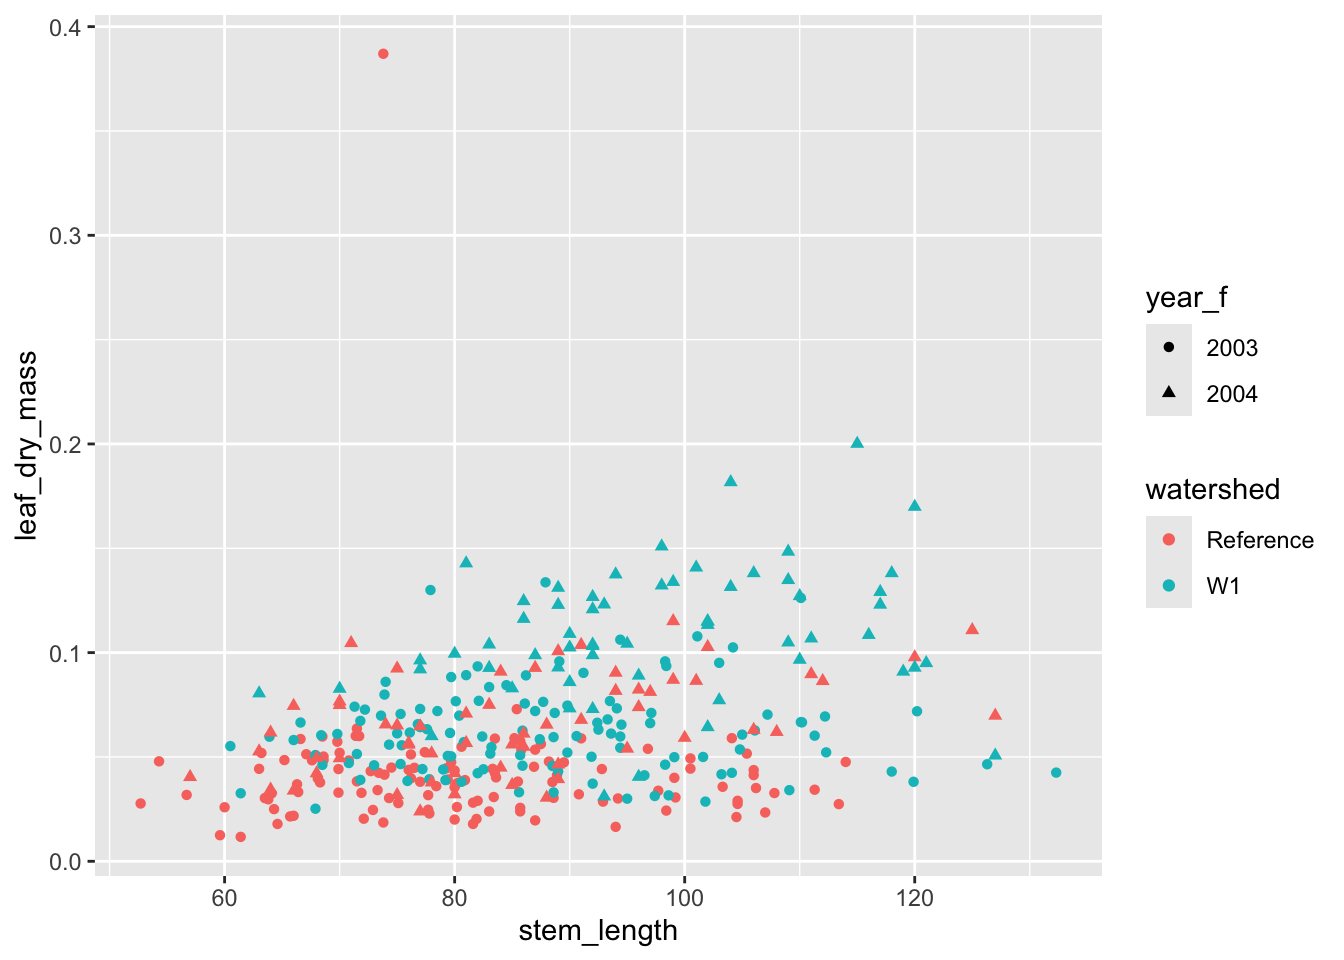 0.4
0.3
0.2
0.1
0.0
leaf_dry_mass
60 80 100 120
stem_length
year_f
2003
2004
watershed
Reference
W1